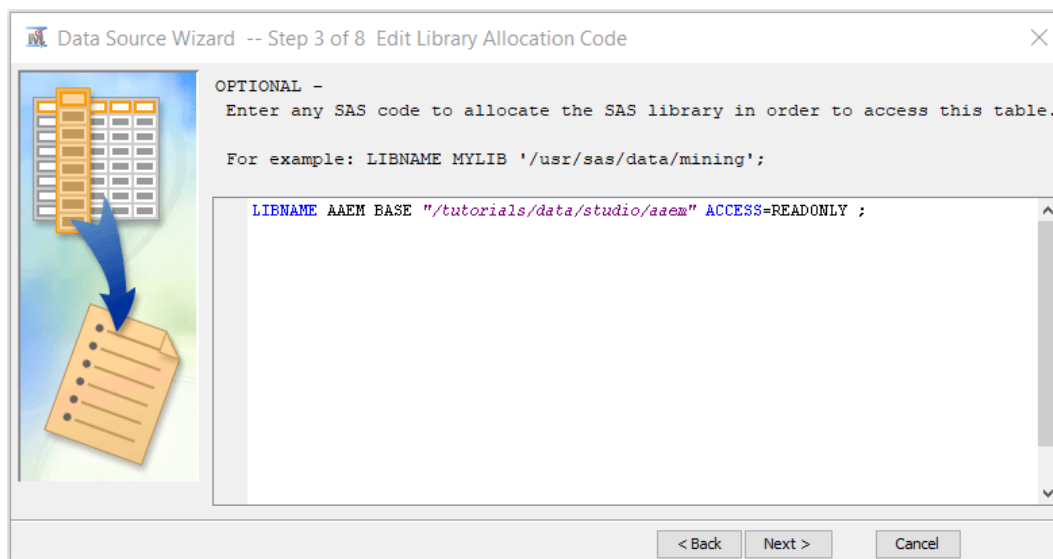 Data Source Wizard -- Step 3 of 8 Edit Library Allocation Code
OPTIONAL -
Enter any SAS code to allocate the SAS library in order to access this table.
For example: LIBNAME MYLIB '/usr/sas/data/mining';
LIBNAME AAEM BASE "/tutorials/data/studio/aaem" ACCESS=READONLY ;
< Back Next > Cancel